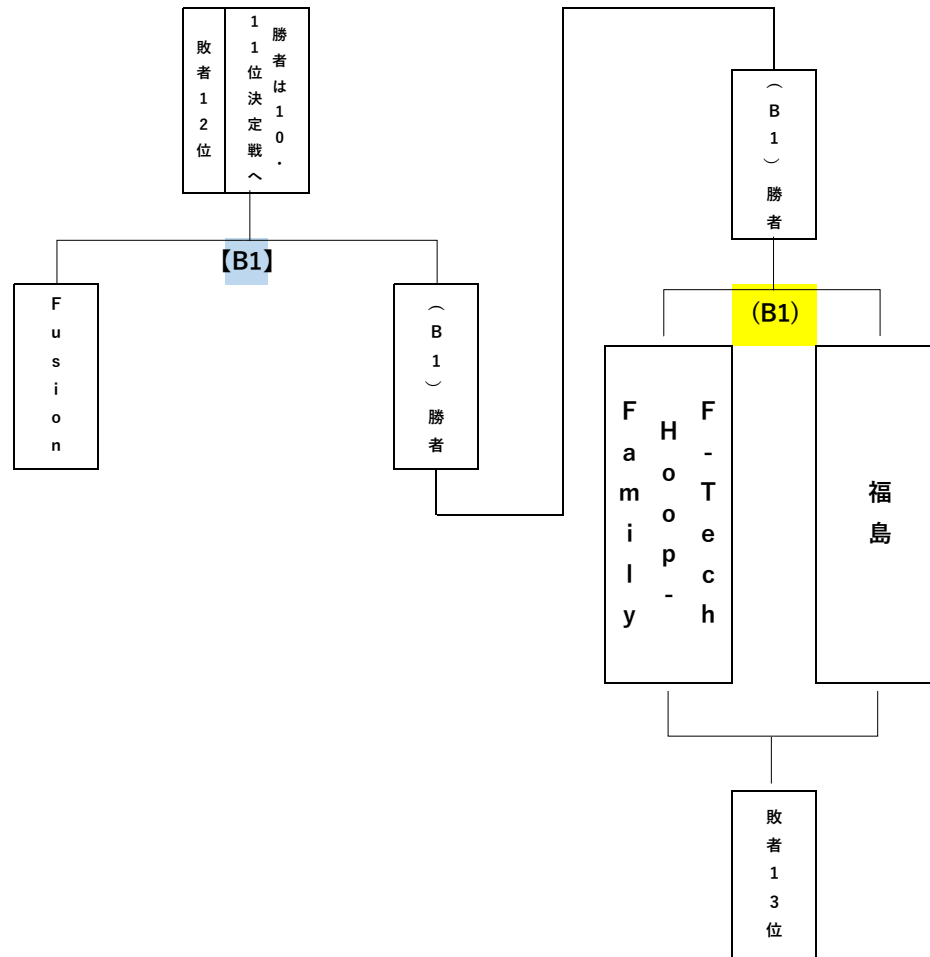 勝者は10・
11位決定戦へ
敗者12位
【B1】
Fusion
（B1）勝者
（B1）勝者
（B1）
F-Tech
Hoop-
Family
福島
敗者13位